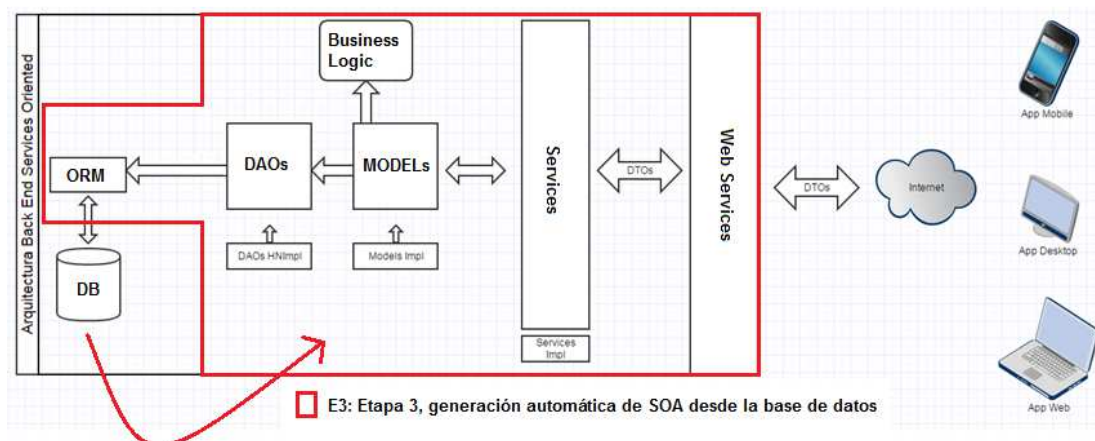 Arquitectura Back End Services Oriented
Business
Logic
ORM
DAOs
MODELs
DB
DAOs HNImpl
Models Impl
Services
Services
Impl
DTOs
Web Services
DTOs
Internet
App Mobile
App Desktop
App Web
E3: Etapa 3, generación automática de SOA desde la base de datos